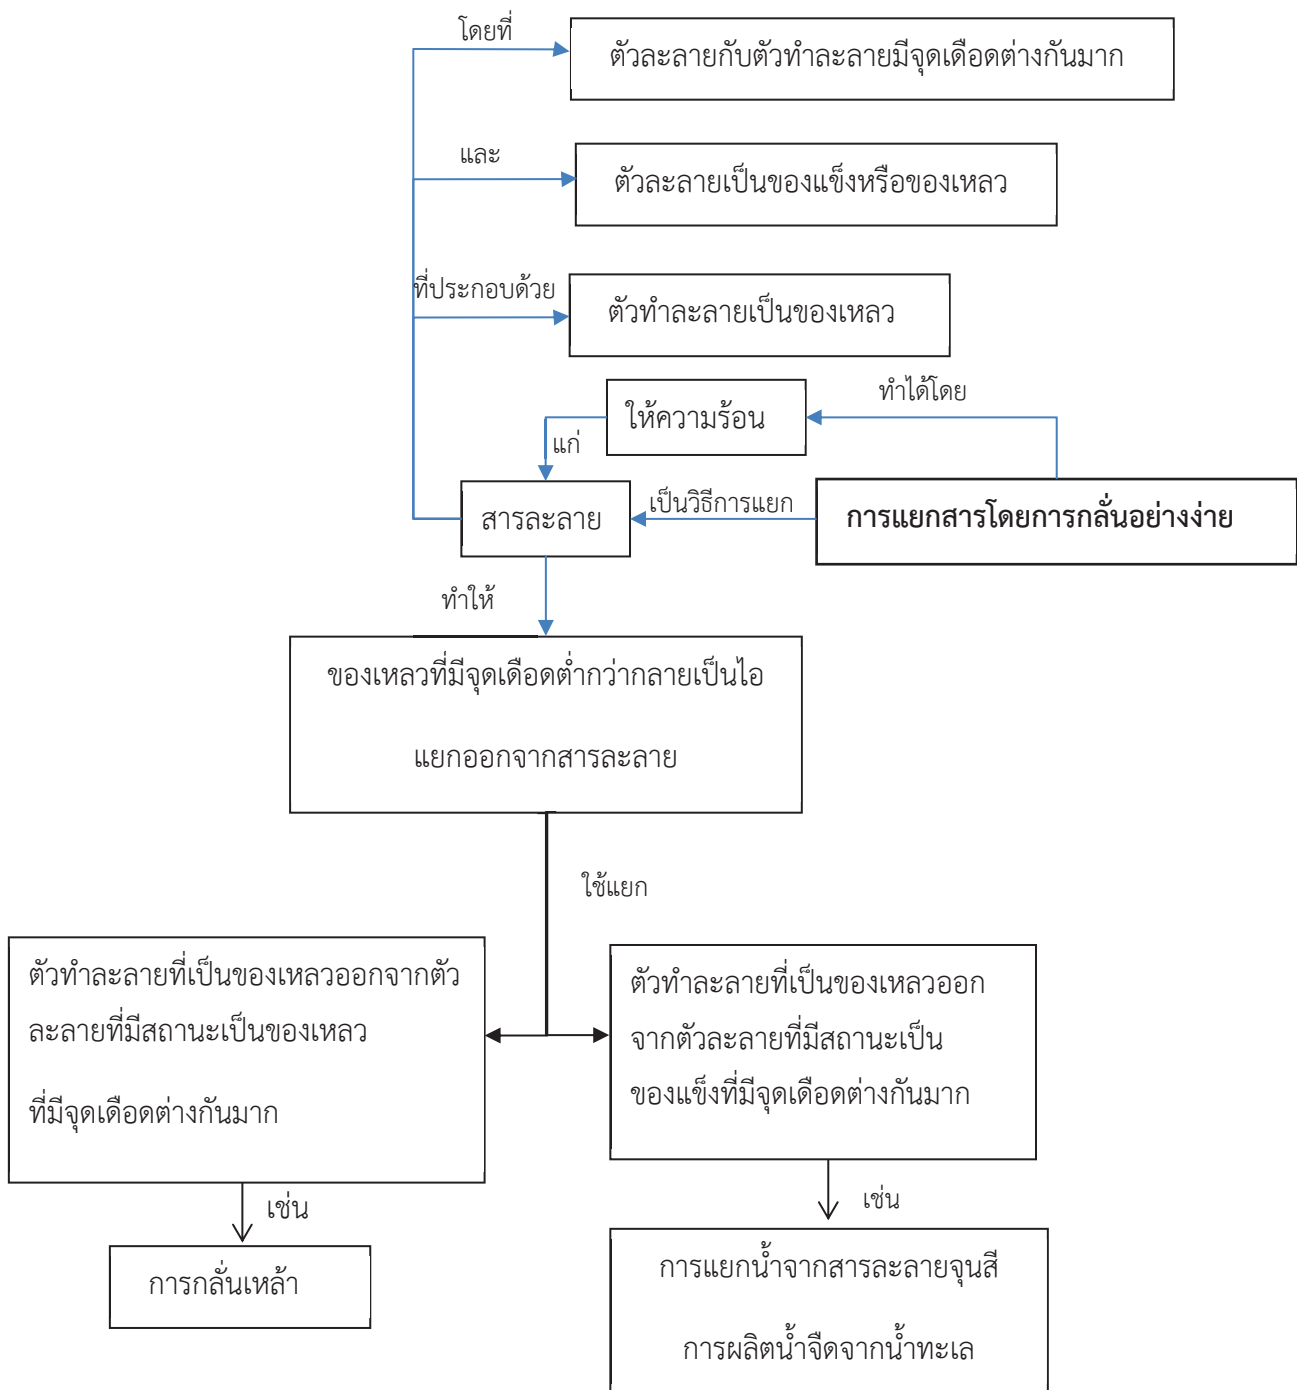 โดยที่
ตัวละลายกับตัวทำละลายมีจุดเดือดต่างกันมาก
และ
ตัวละลายเป็นของแข็งหรือของเหลว
ที่ประกอบด้วย
ตัวทำละลายเป็นของเหลว
ทำได้โดย
ให้ความร้อน
แก่
เป็นวิธีการแยก
สารละลาย
การแยกสารโดยการกลั่นอย่างง่าย
ทำให้
ของเหลวที่มีจุดเดือดต่ำกว่ากลายเป็นไอ
แยกออกจากสารละลาย
ใช้แยก
ตัวทำละลายที่เป็นของเหลวออกจากตัว
ละลายที่มีสถานะเป็นของเหลว
ที่มีจุดเดือดต่างกันมาก
ตัวทำละลายที่เป็นของเหลวออก
จากตัวละลายที่มีสถานะเป็น
ของแข็งที่มีจุดเดือดต่างกันมาก
เช่น
เช่น
การกลั่นเหล้า
การแยกน้ำจากสารละลายจุนสี
การผลิตน้ำจืดจากน้ำทะเล